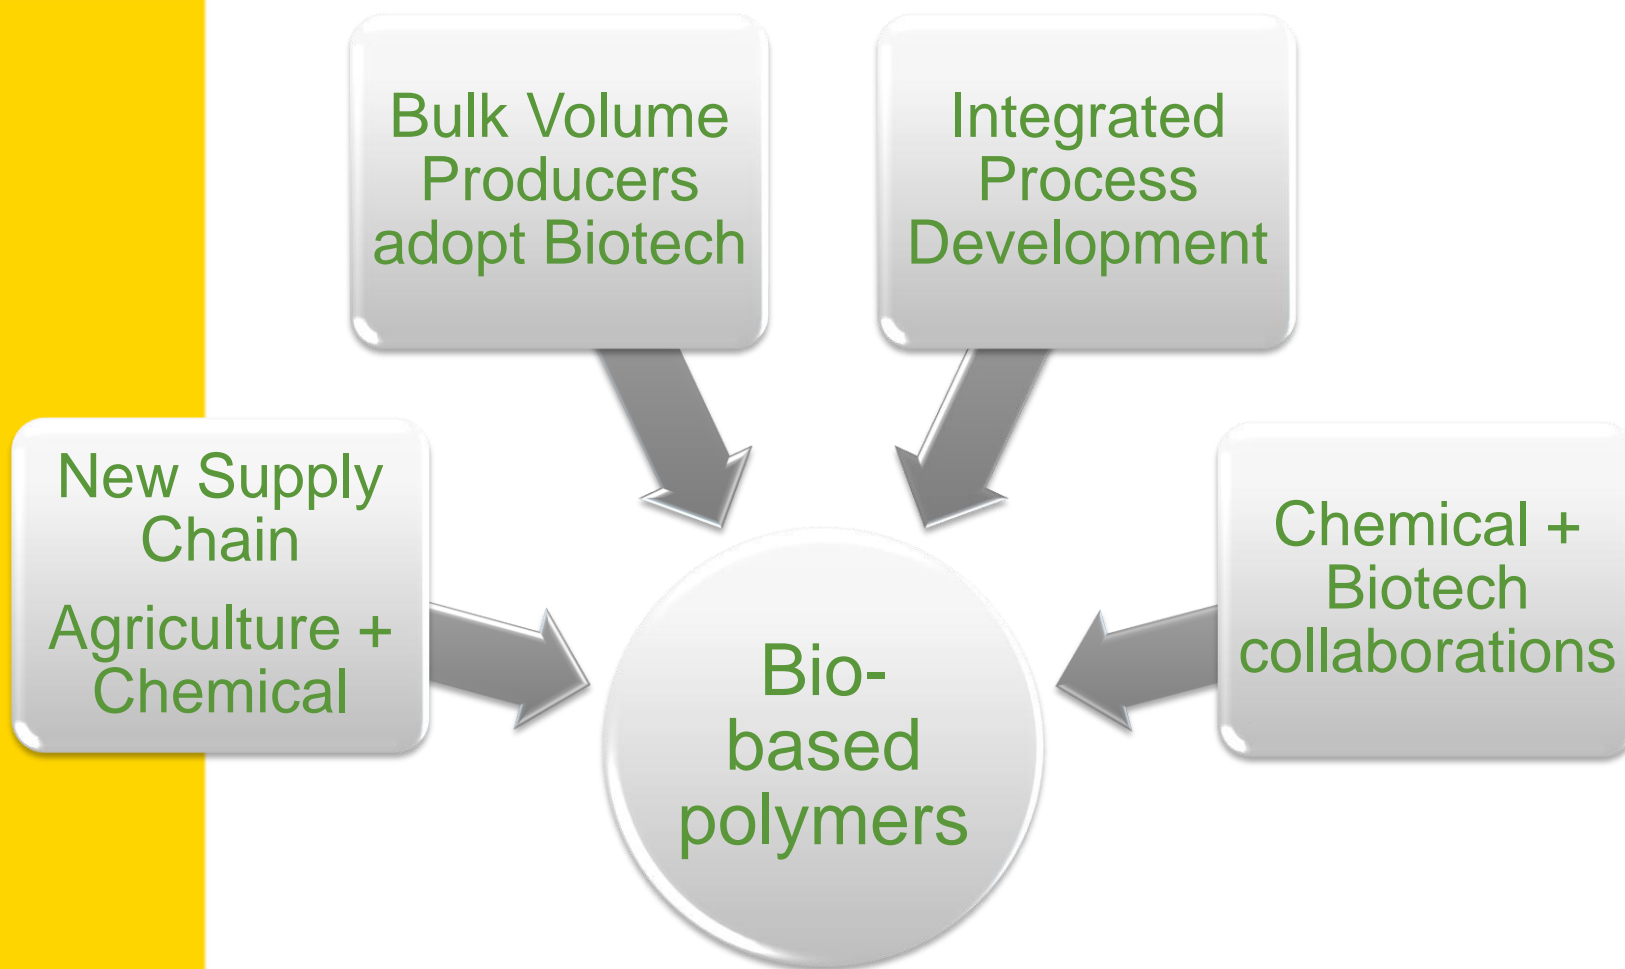 Bulk Volume
Producers
adopt Biotech
Integrated
Process
Development
New Supply
Chain
Agriculture +
Chemical
Chemical +
Biotech
collaborations
Bio-
based
polymers